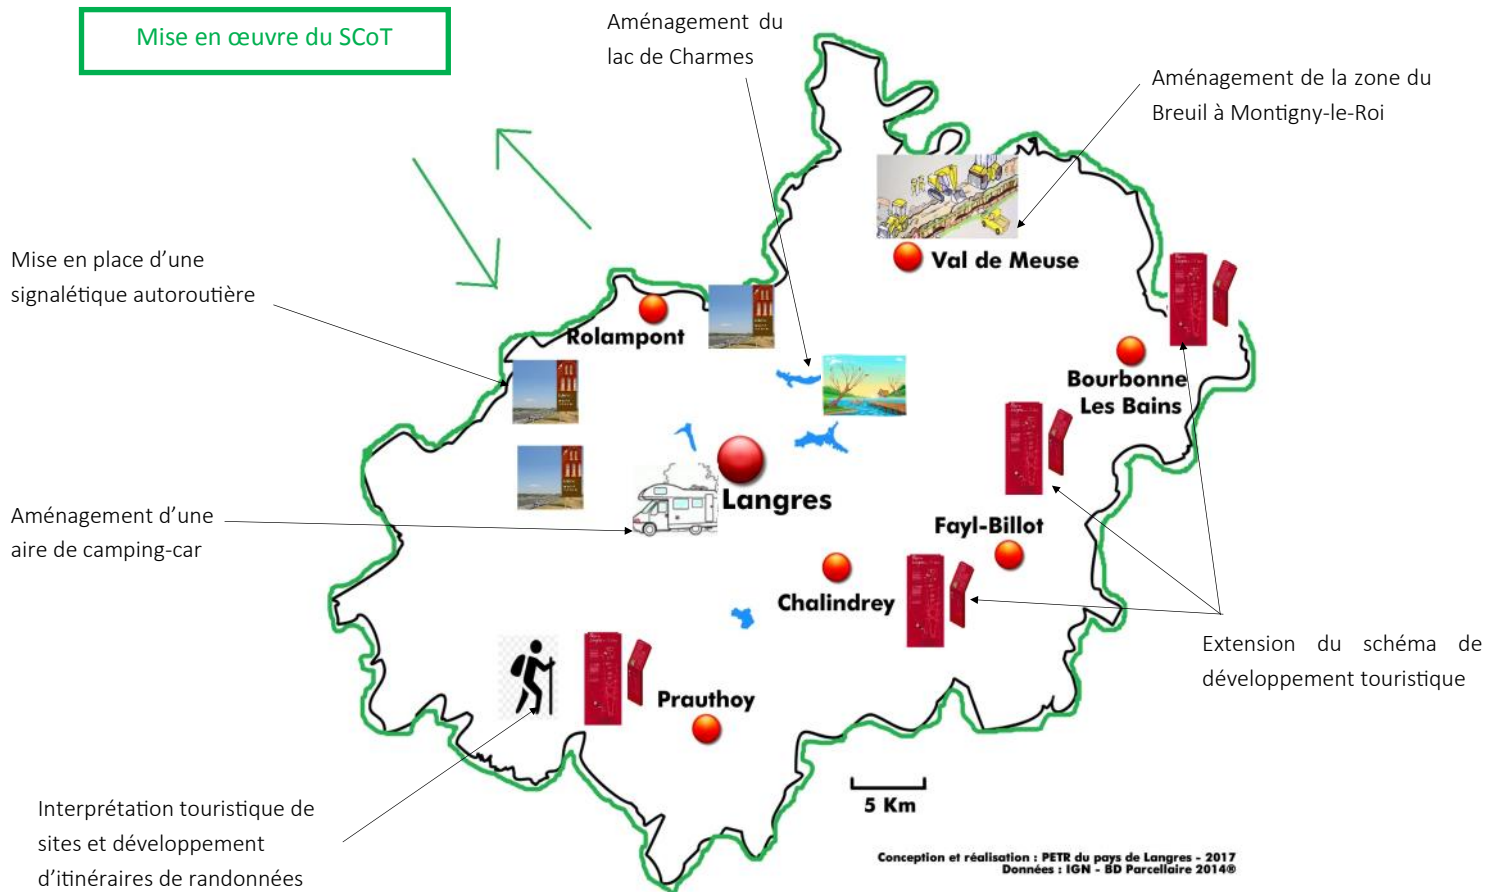 Mise en œuvre du SCoT
Aménagement du
lac de Charmes
Aménagement de la zone du
Breuil à Montigny-le-Roi
Mise en place d’une
signalétique autoroutière
Val de Meuse
Rolampont
Bourbonne
Les Bains
Langres
Aménagement d’une
aire de camping-car
Fayl-Billot
Chalindrey
Extension du schéma de
développement touristique
Prauthoy
5 Km
Interprétation touristique de
sites et développement
d’itinéraires de randonnées
Conception et réalisation : PETR du pays de Langres - 2017
Données : IGN - BD Parcellaire 2014®